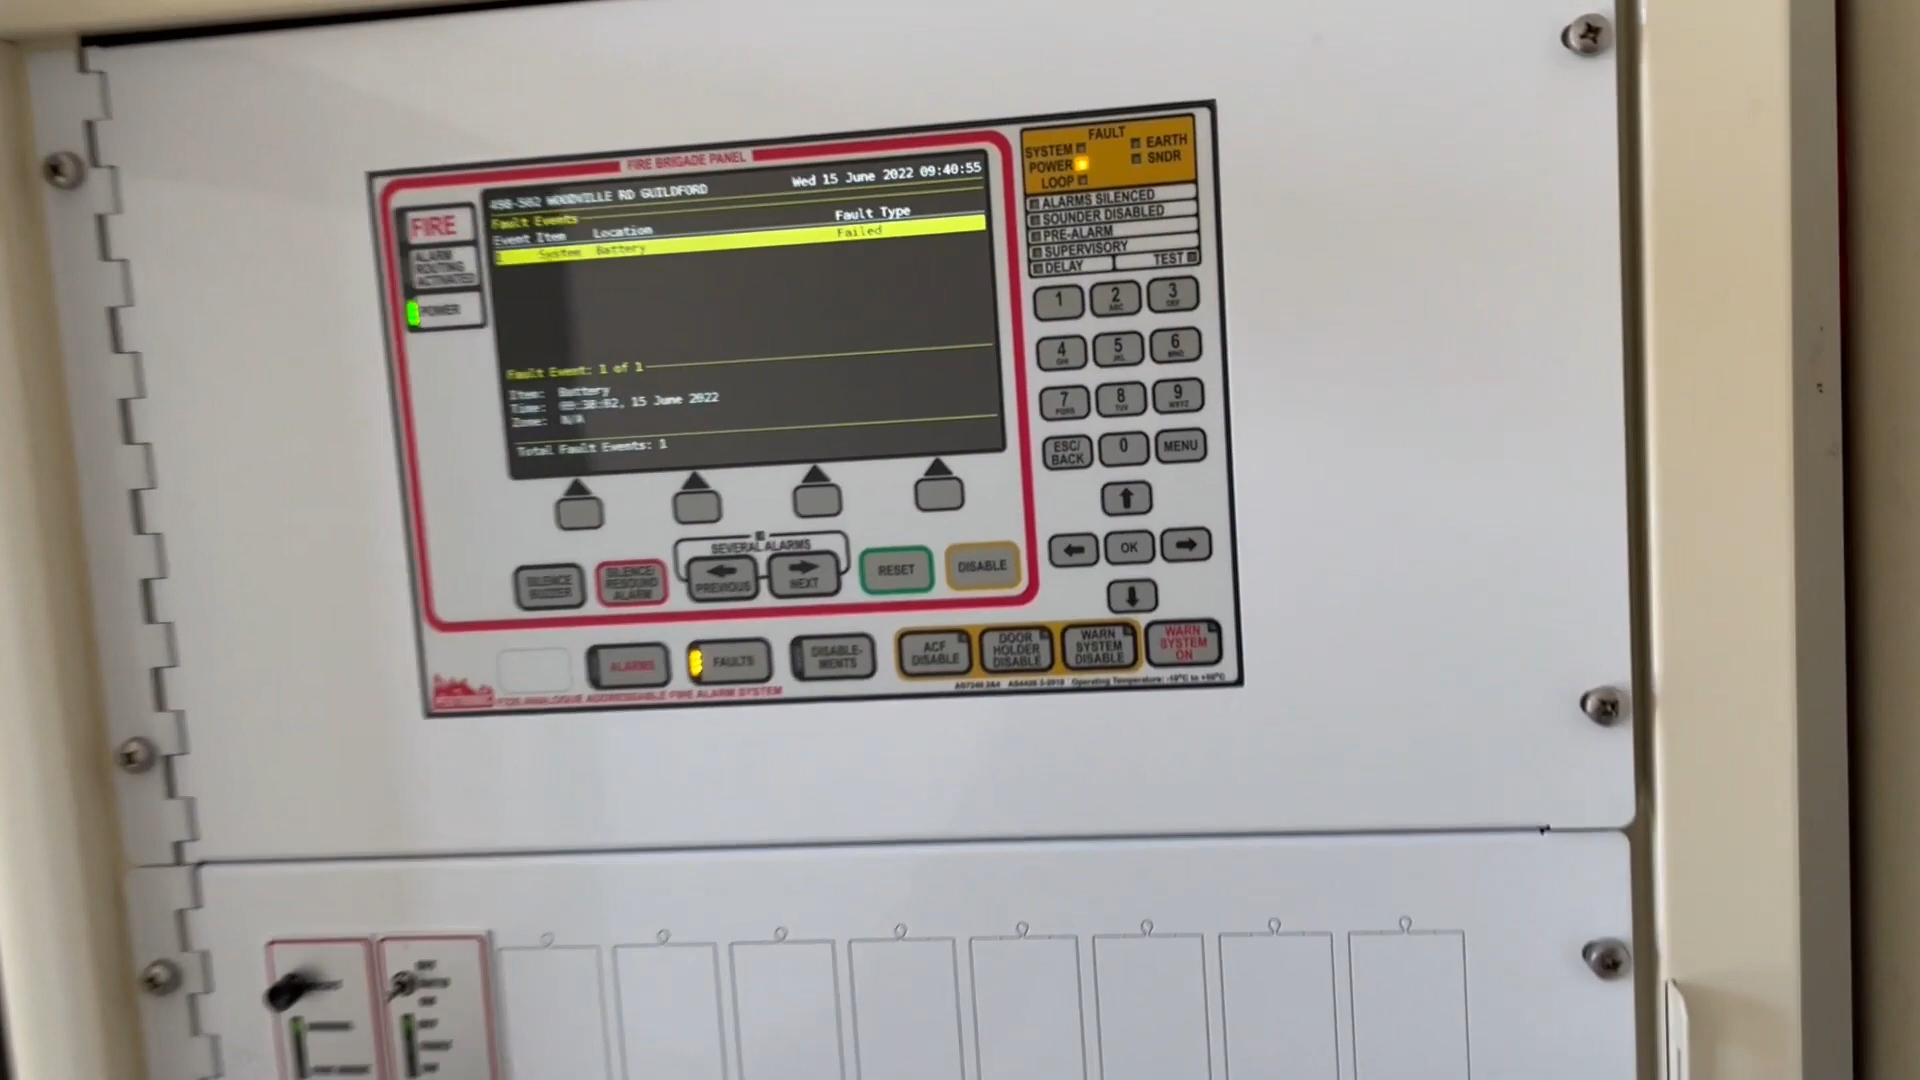 FIRE BRIGADE PANEL
498-502 WOODVILLE RD GUILDFORD
Wed 15 June 2022 09:40:55
Fault Events
Event Item Location Fault Type
1 System Battery Failed
Fault Event: 1 of 1
Item: Battery
Time: 09:38:02, 15 June 2022
Zone: N/A
Total Fault Events: 1
FIRE
ALARM
ROUTING
ACTIVATED
POWER
FAULT
SYSTEM
EARTH
POWER
SNDR
LOOP
ALARMS SILENCED
SOUNDER DISABLED
PRE-ALARM
SUPERVISORY
DELAY
TEST
1
2
ABC
3
DEF
4
GHI
5
JKL
6
MNO
7
PQRS
8
TUV
9
WXYZ
ESC/
BACK
0
MENU
OK
SEVERAL ALARMS
SILENCE
BUZZER
SILENCE/
RESOUND
ALARM
PREVIOUS
NEXT
RESET
DISABLE
ALARMS
FAULTS
DISABLE-
MENTS
ACF
DISABLE
DOOR
HOLDER
DISABLE
WARN
SYSTEM
DISABLE
WARN
SYSTEM
ON
ANALOGUE ADDRESSABLE FIRE ALARM SYSTEM
Operating Temperature: -10°C to +50°C